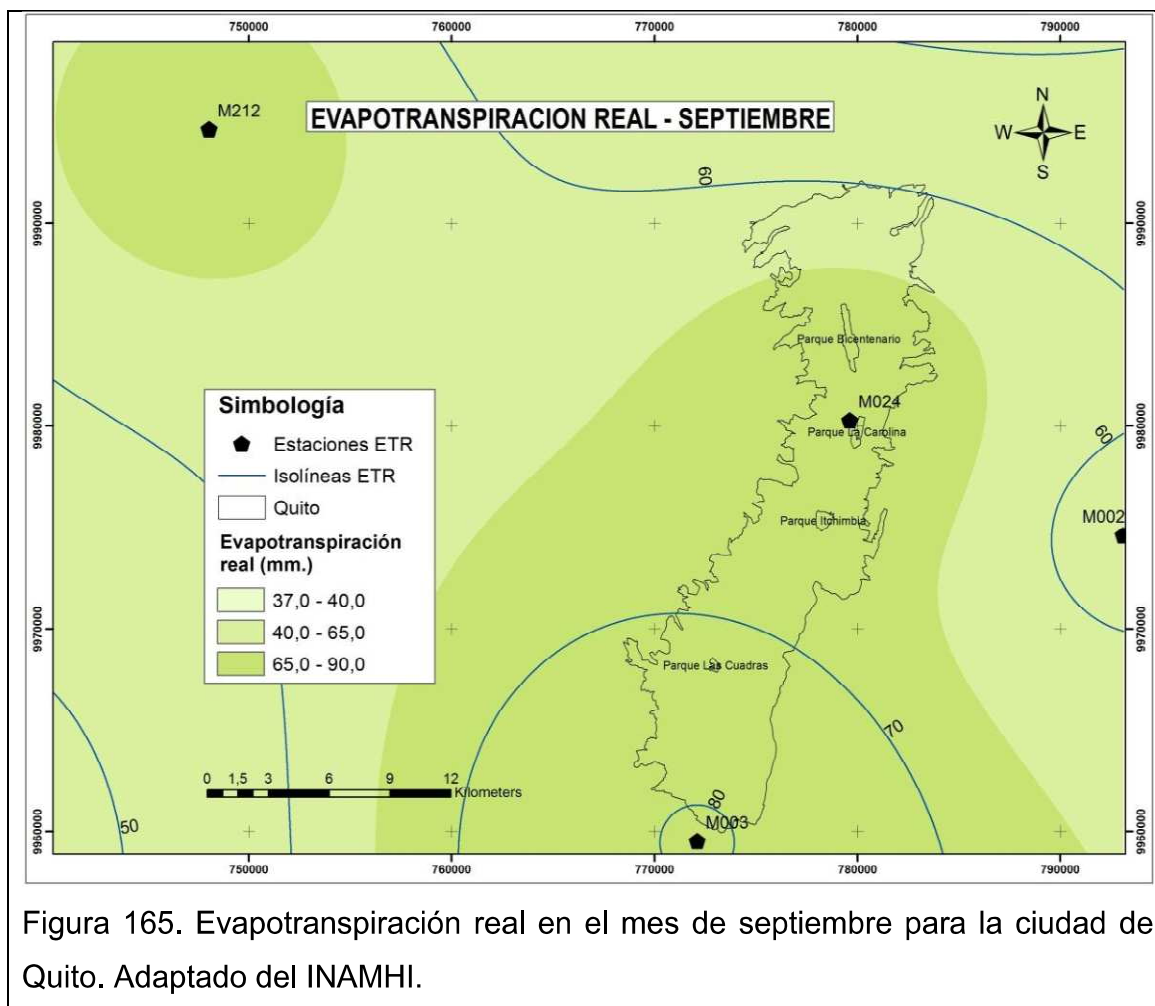 750000 760000 770000 780000 790000
M212
EVAPOTRANSPIRACION REAL - SEPTIEMBRE
N
W E
S
60
9990000 9990000
Parque Bicentenario
Simbología
Estaciones ETR
Isolíneas ETR
Quito
Evapotranspiración
real (mm.)
37,0 - 40,0
40,0 - 65,0
65,0 - 90,0
M024
9980000 9980000
Parque La Carolina
60
M002
Parque Itchimbia
9970000 9970000
Parque Las Cuadras
70
0 1,5 3 6 9 12
Kilometers
80
M003
50
9960000 9960000
750000 760000 770000 780000 790000
Figura 165. Evapotranspiración real en el mes de septiembre para la ciudad de
Quito. Adaptado del INAMHI.